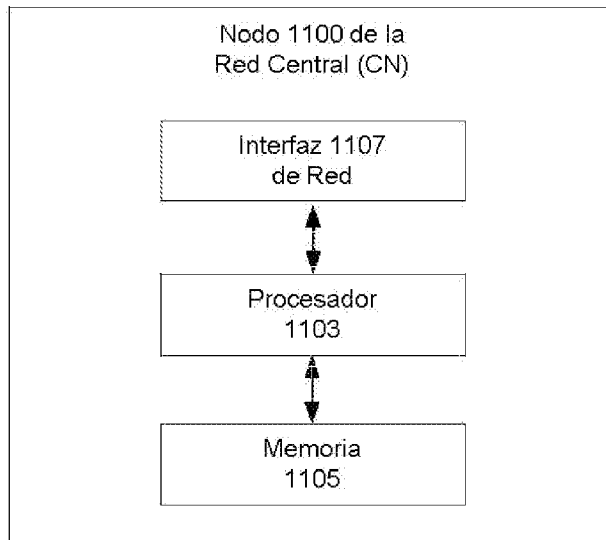 Nodo 1100 de la
Red Central (CN)
Interfaz 1107
de Red
Procesador
1103
Memoria
1105